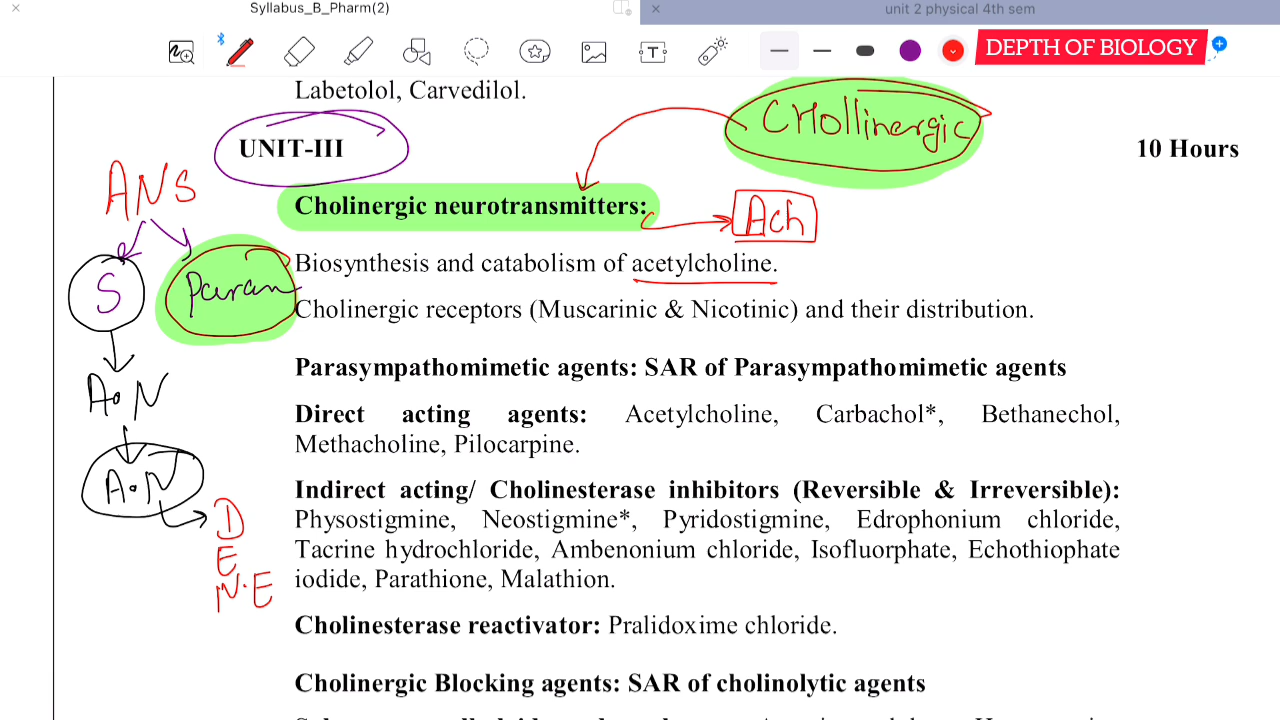 Syllabus_B_Pharm(2)
unit 2 physical 4th sem
DEPTH OF BIOLOGY
Labetolol, Carvedilol.
CHollinergic
UNIT-III
10 Hours
ANS
Cholinergic neurotransmitters:
Ach
Biosynthesis and catabolism of acetylcholine.
S
Param
Cholinergic receptors (Muscarinic & Nicotinic) and their distribution.
Parasympathomimetic agents: SAR of Parasympathomimetic agents
A.N
Direct acting agents: Acetylcholine, Carbachol*, Bethanechol,
Methacholine, Pilocarpine.
A.N
Indirect acting/ Cholinesterase inhibitors (Reversible & Irreversible):
D
Physostigmine, Neostigmine*, Pyridostigmine, Edrophonium chloride,
E
Tacrine hydrochloride, Ambenonium chloride, Isofluorphate, Echothiophate
N.E
iodide, Parathione, Malathion.
Cholinesterase reactivator: Pralidoxime chloride.
Cholinergic Blocking agents: SAR of cholinolytic agents